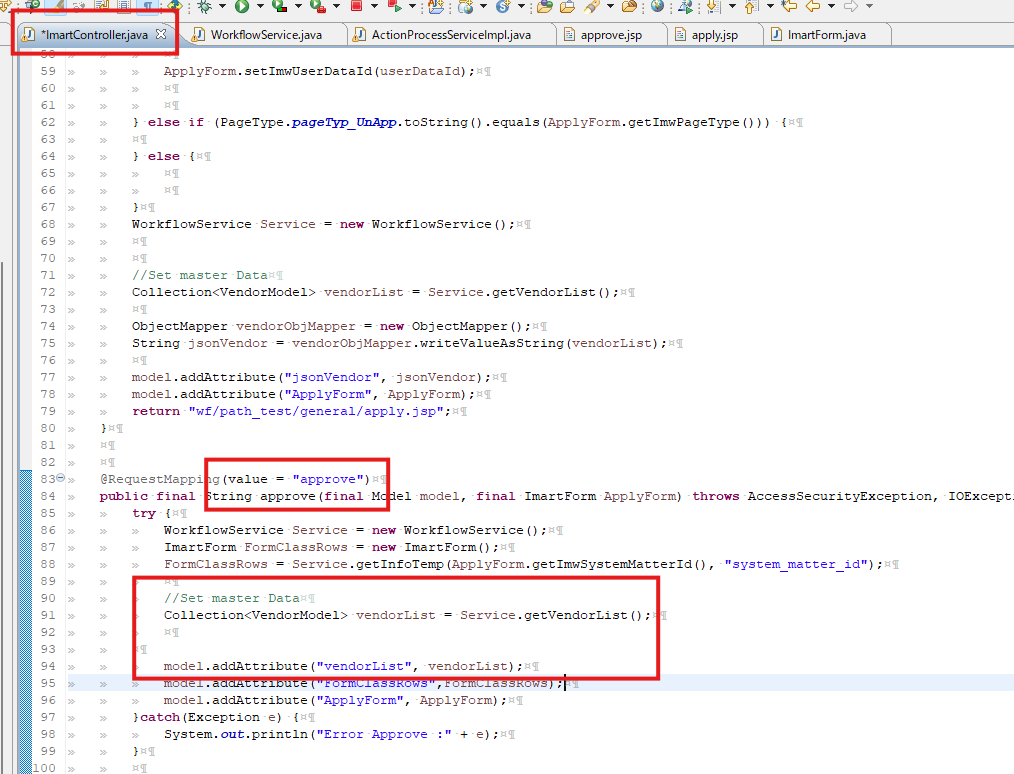 *ImartController.java
WorkflowService.java
ActionProcessServiceImpl.java
approve.jsp
apply.jsp
ImartForm.java
59 ApplyForm.setImwUserDataId(userDataId);
60
61
62 } else if (PageType.pageTyp_UnApp.toString().equals(ApplyForm.getImwPageType())) {
63
64 } else {
65
66
67 }
68 WorkflowService Service = new WorkflowService();
69
70
71 //Set master Data
72 Collection<VendorModel> vendorList = Service.getVendorList();
73
74 ObjectMapper vendorObjMapper = new ObjectMapper();
75 String jsonVendor = vendorObjMapper.writeValueAsString(vendorList);
76
77 model.addAttribute("jsonVendor", jsonVendor);
78 model.addAttribute("ApplyForm", ApplyForm);
79 return "wf/path_test/general/apply.jsp";
80 }
81
82
83 @RequestMapping(value = "approve")
84 public final String approve(final Model model, final ImartForm ApplyForm) throws AccessSecurityException, IOExcepti
85 try {
86 WorkflowService Service = new WorkflowService();
87 ImartForm FormClassRows = new ImartForm();
88 FormClassRows = Service.getInfoTemp(ApplyForm.getImwSystemMatterId(), "system_matter_id");
89
90 //Set master Data
91 Collection<VendorModel> vendorList = Service.getVendorList();
92
93
94 model.addAttribute("vendorList", vendorList);
95 model.addAttribute("FormClassRows",FormClassRows);
96 model.addAttribute("ApplyForm", ApplyForm);
97 }catch(Exception e) {
98 System.out.println("Error Approve :" + e);
99 }
100